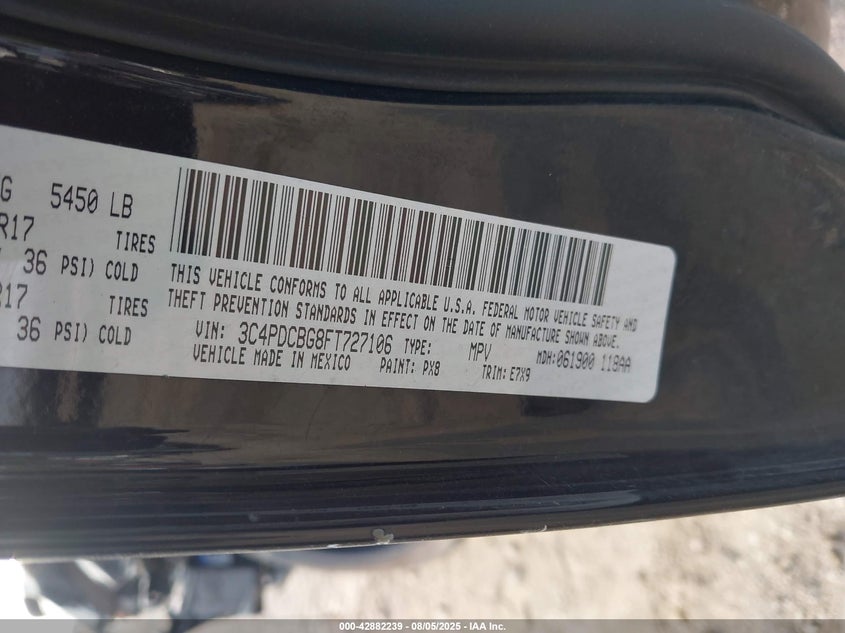 G 5450 LB
R17 TIRES
36 PSI) COLD
R17 TIRES
36 PSI) COLD
THIS VEHICLE CONFORMS TO ALL APPLICABLE U.S.A. FEDERAL MOTOR VEHICLE SAFETY AND
THEFT PREVENTION STANDARDS IN EFFECT ON THE DATE OF MANUFACTURE SHOWN ABOVE.
VIN: 3C4PDCBG8FT727106 TYPE: MPV MDH:061900 118AA
VEHICLE MADE IN MEXICO PAINT: PX8 TRIM: E7X9
000-42882239 - 08/05/2025 - IAA Inc.